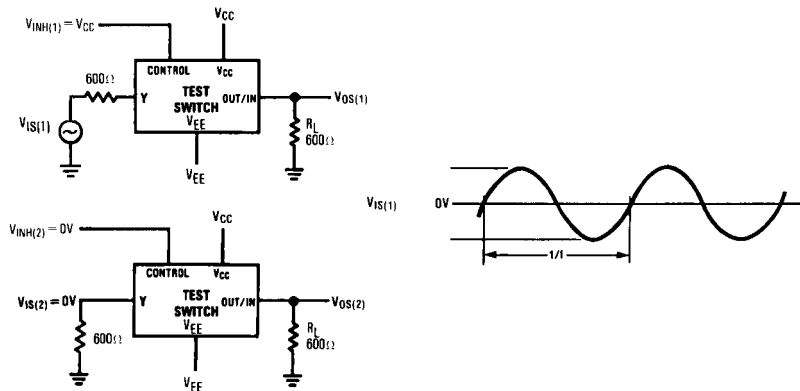 V_INH(1) = V_CC
V_CC
600Ω
CONTROL V_CC
Y TEST SWITCH OUT/IN
V_EE
V_OS(1)
V_IS(1)
R_L
600Ω
V_EE
V_INH(2) = 0V
V_CC
CONTROL V_CC
V_IS(2) = 0V
Y TEST SWITCH OUT/IN
V_EE
V_OS(2)
600Ω
R_L
600Ω
V_EE
V_IS(1) 0V
1/f